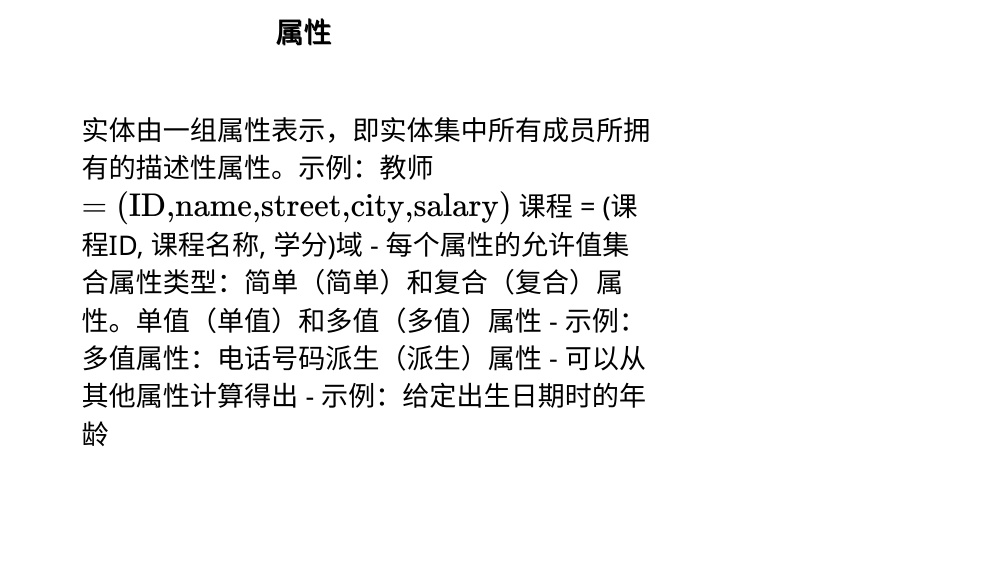 属性
实体由一组属性表示，即实体集中所有成员所拥
有的描述性属性。示例：教师
= (ID,name,street,city,salary) 课程 = (课
程ID, 课程名称, 学分)域 - 每个属性的允许值集
合属性类型：简单（简单）和复合（复合）属
性。单值（单值）和多值（多值）属性 - 示例：
多值属性：电话号码派生（派生）属性 - 可以从
其他属性计算得出 - 示例：给定出生日期时的年
龄